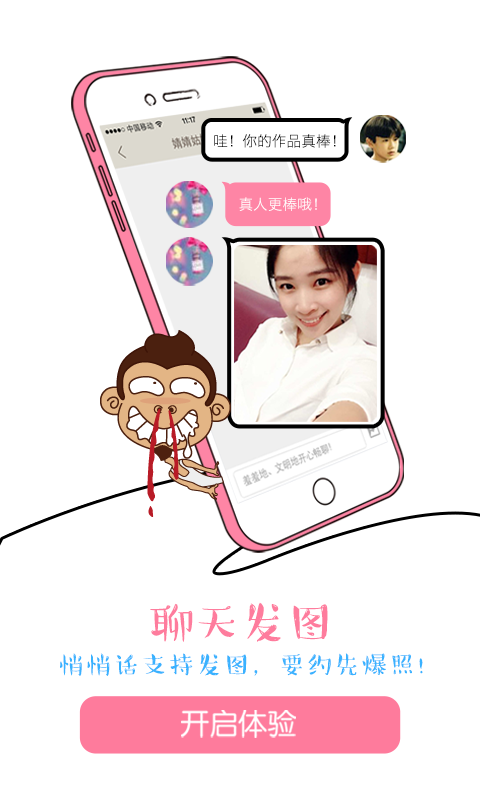 中国移动 11:17
婧婧姑
哇！你的作品真棒！
真人更棒哦！
羞羞地、文明地开心畅聊！
聊天发图
悄悄话支持发图，要约先爆照！
开启体验